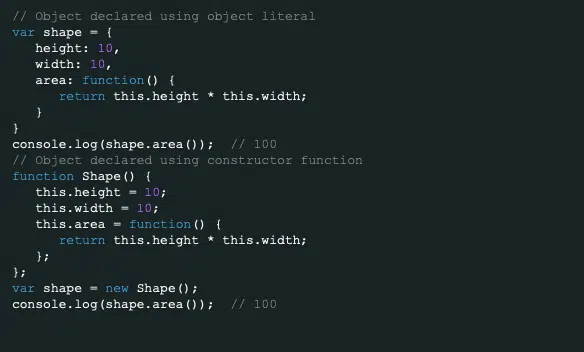 // Object declared using object literal
var shape = {
   height: 10,
   width: 10,
   area: function() {
      return this.height * this.width;
   }
}
console.log(shape.area());  // 100
// Object declared using constructor function
function Shape() {
   this.height = 10;
   this.width = 10;
   this.area = function() {
      return this.height * this.width;
   };
};
var shape = new Shape();
console.log(shape.area());  // 100